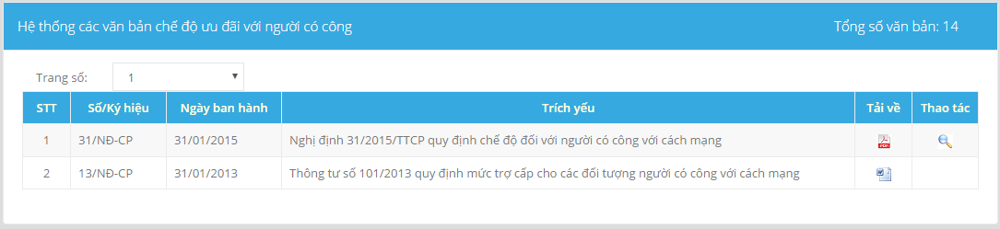 Hệ thống các văn bản chế độ ưu đãi với người có công Tổng số văn bản: 14
Trang số: 1
STT Số/Ký hiệu Ngày ban hành Trích yếu Tải về Thao tác
1 31/NĐ-CP 31/01/2015 Nghị định 31/2015/TTCP quy định chế độ đối với người có công với cách mạng
2 13/NĐ-CP 31/01/2013 Thông tư số 101/2013 quy định mức trợ cấp cho các đối tượng người có công với cách mạng